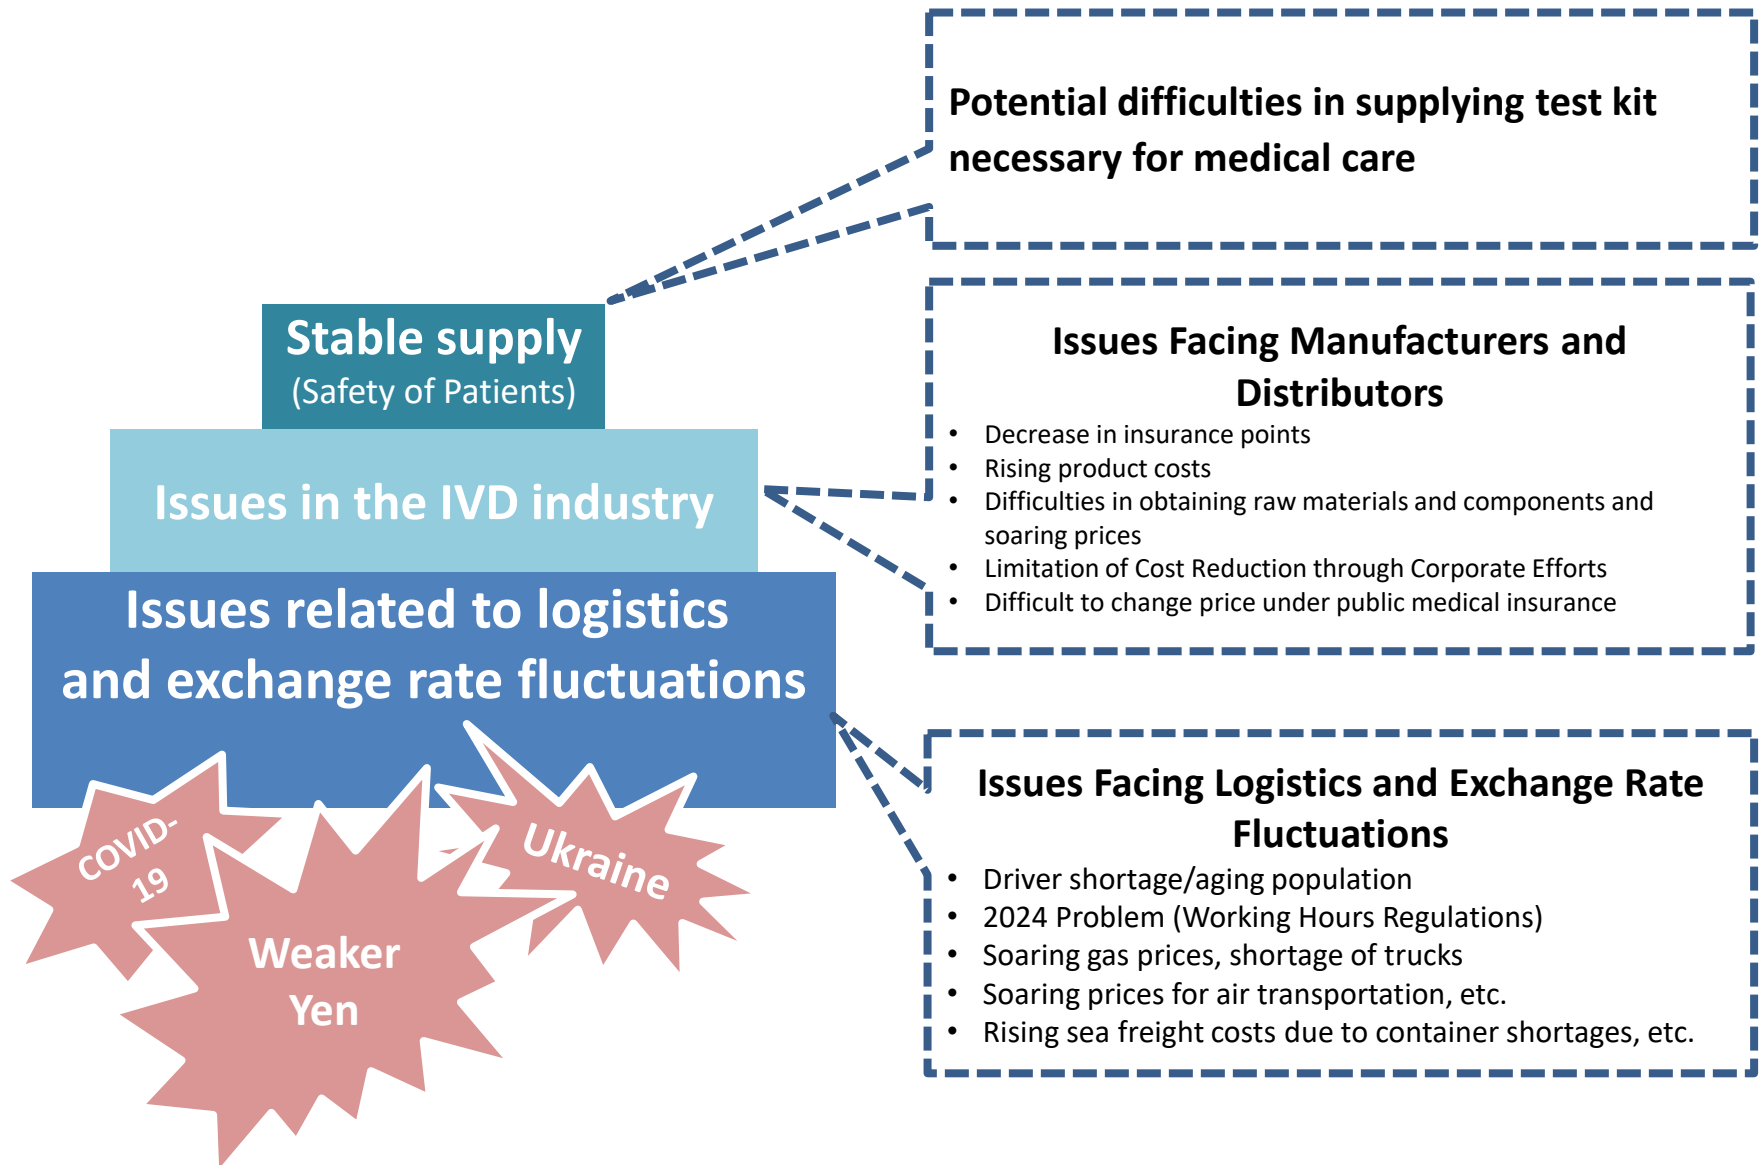 Potential difficulties in supplying test kit
necessary for medical care
Stable supply
(Safety of Patients)
Issues in the IVD industry
Issues related to logistics
and exchange rate fluctuations
COVID-
19
Weaker
Yen
Ukraine
Issues Facing Manufacturers and
Distributors
• Decrease in insurance points
• Rising product costs
• Difficulties in obtaining raw materials and components and
soaring prices
• Limitation of Cost Reduction through Corporate Efforts
• Difficult to change price under public medical insurance
Issues Facing Logistics and Exchange Rate
Fluctuations
• Driver shortage/aging population
• 2024 Problem (Working Hours Regulations)
• Soaring gas prices, shortage of trucks
• Soaring prices for air transportation, etc.
• Rising sea freight costs due to container shortages, etc.